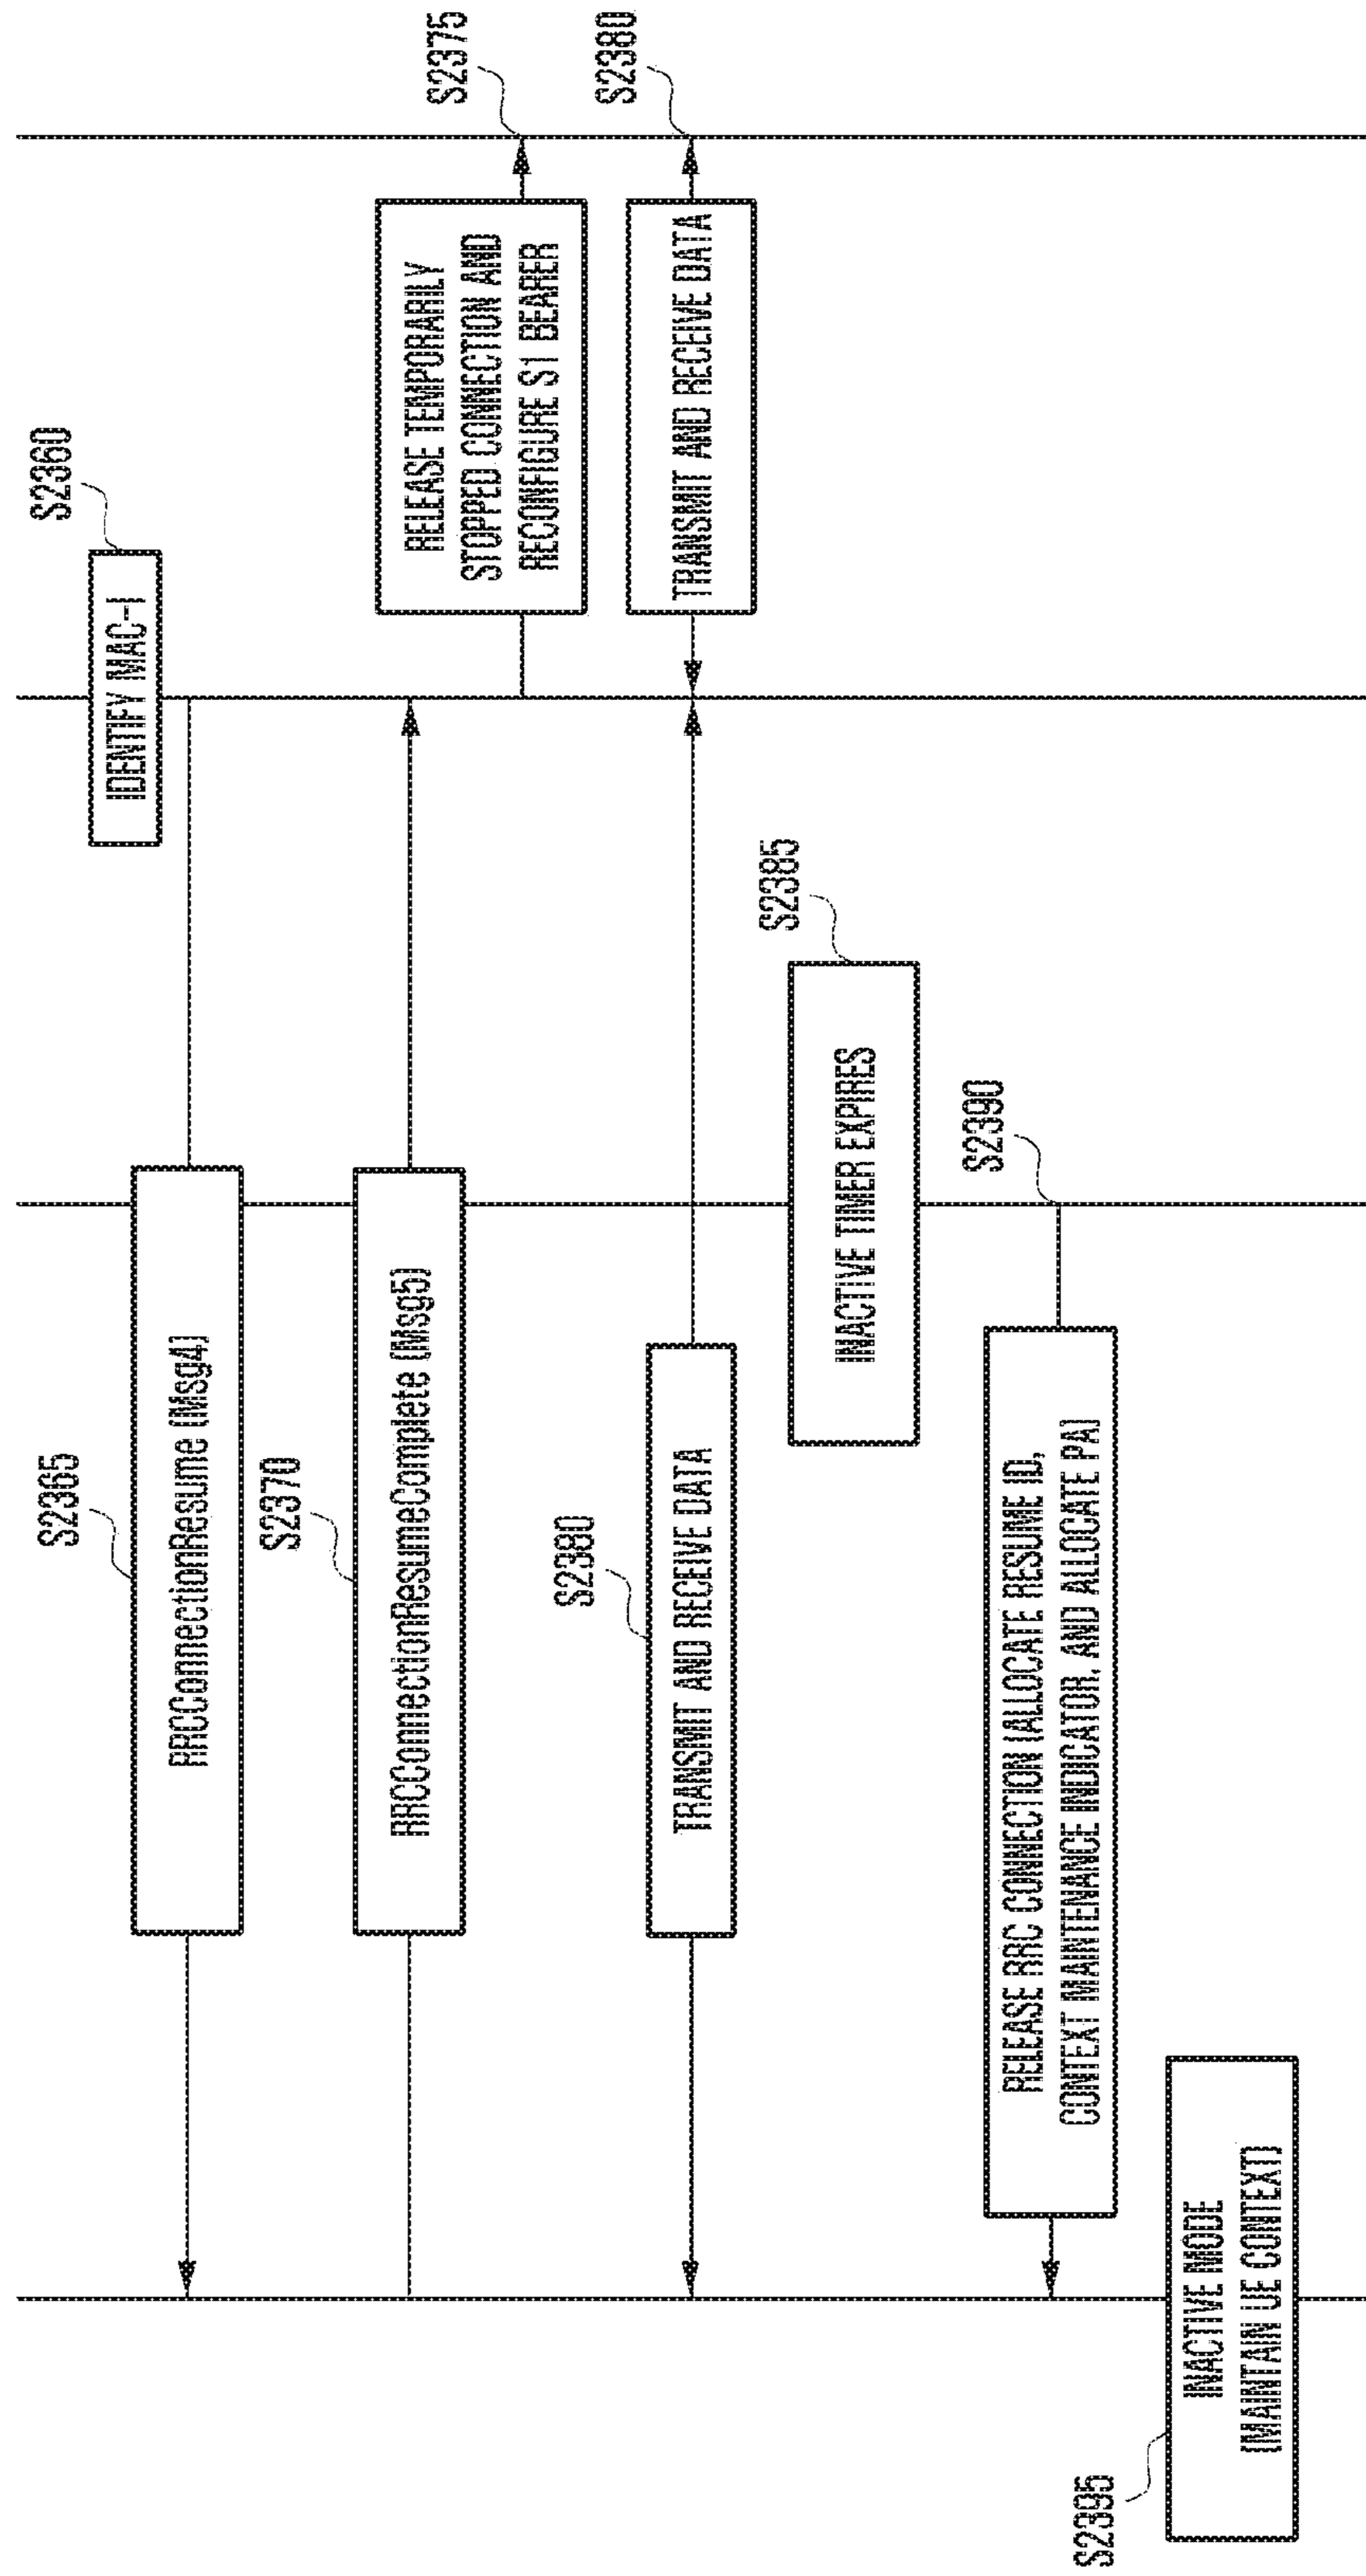 S2360
IDENTIFY MAC-I
S2365
RRCConnectionResume (Msg4)
S2370
RRCConnectionResumeComplete (Msg5)
RELEASE TEMPORARILY
STOPPED CONNECTION AND
RECONFIGURE S1 BEARER
S2375
S2380
TRANSMIT AND RECEIVE DATA
TRANSMIT AND RECEIVE DATA
S2380
INACTIVE TIMER EXPIRES
S2385
S2390
RELEASE RRC CONNECTION (ALLOCATE RESUME ID,
CONTEXT MAINTENANCE INDICATOR, AND ALLOCATE PA)
S2395
INACTIVE MODE
(MAINTAIN UE CONTEXT)